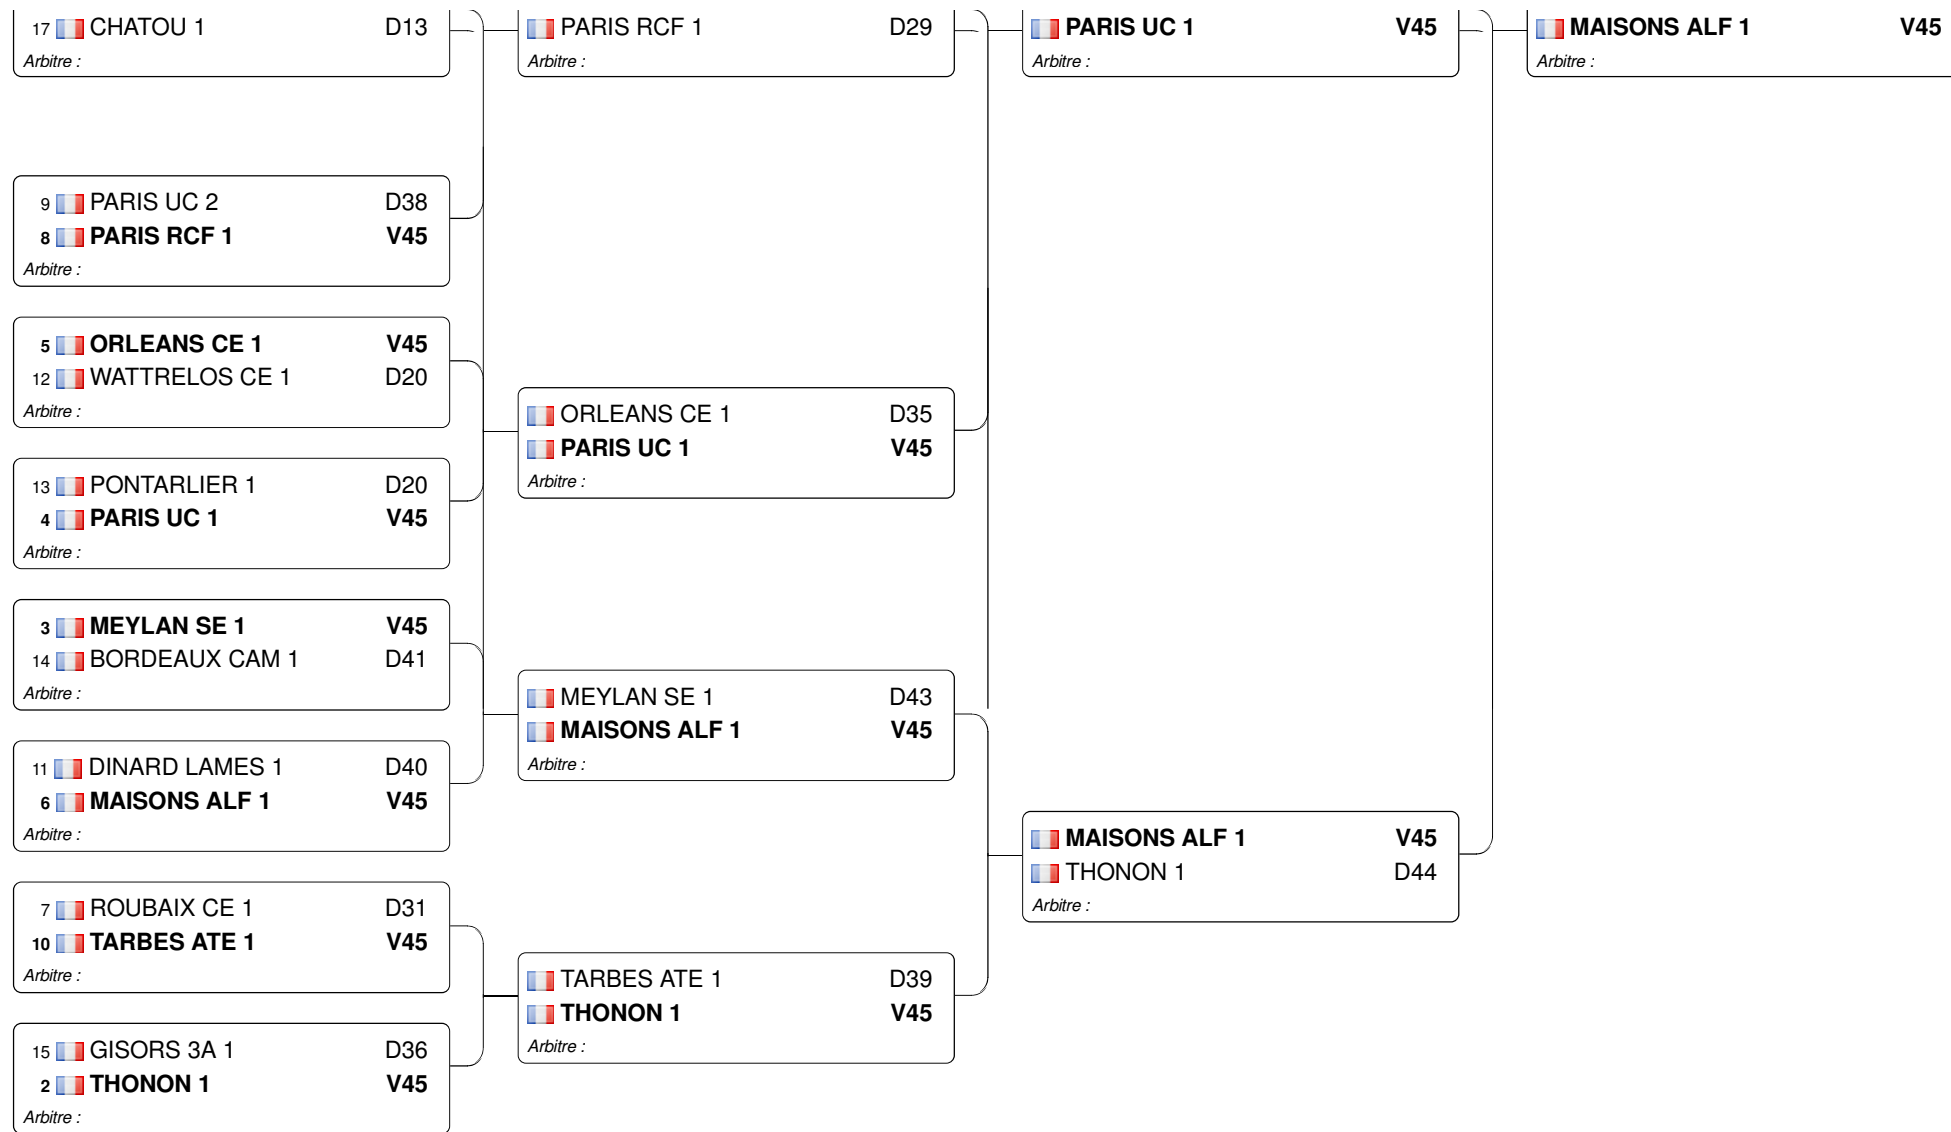 17 CHATOU 1 D13
Arbitre :
9 PARIS UC 2 D38
8 PARIS RCF 1 V45
Arbitre :
5 ORLEANS CE 1 V45
12 WATTRELOS CE 1 D20
Arbitre :
13 PONTARLIER 1 D20
4 PARIS UC 1 V45
Arbitre :
3 MEYLAN SE 1 V45
14 BORDEAUX CAM 1 D41
Arbitre :
11 DINARD LAMES 1 D40
6 MAISONS ALF 1 V45
Arbitre :
7 ROUBAIX CE 1 D31
10 TARBES ATE 1 V45
Arbitre :
15 GISORS 3A 1 D36
2 THONON 1 V45
Arbitre :
PARIS RCF 1 D29
Arbitre :
ORLEANS CE 1 D35
PARIS UC 1 V45
Arbitre :
MEYLAN SE 1 D43
MAISONS ALF 1 V45
Arbitre :
TARBES ATE 1 D39
THONON 1 V45
Arbitre :
PARIS UC 1 V45
Arbitre :
MAISONS ALF 1 V45
THONON 1 D44
Arbitre :
MAISONS ALF 1 V45
Arbitre :